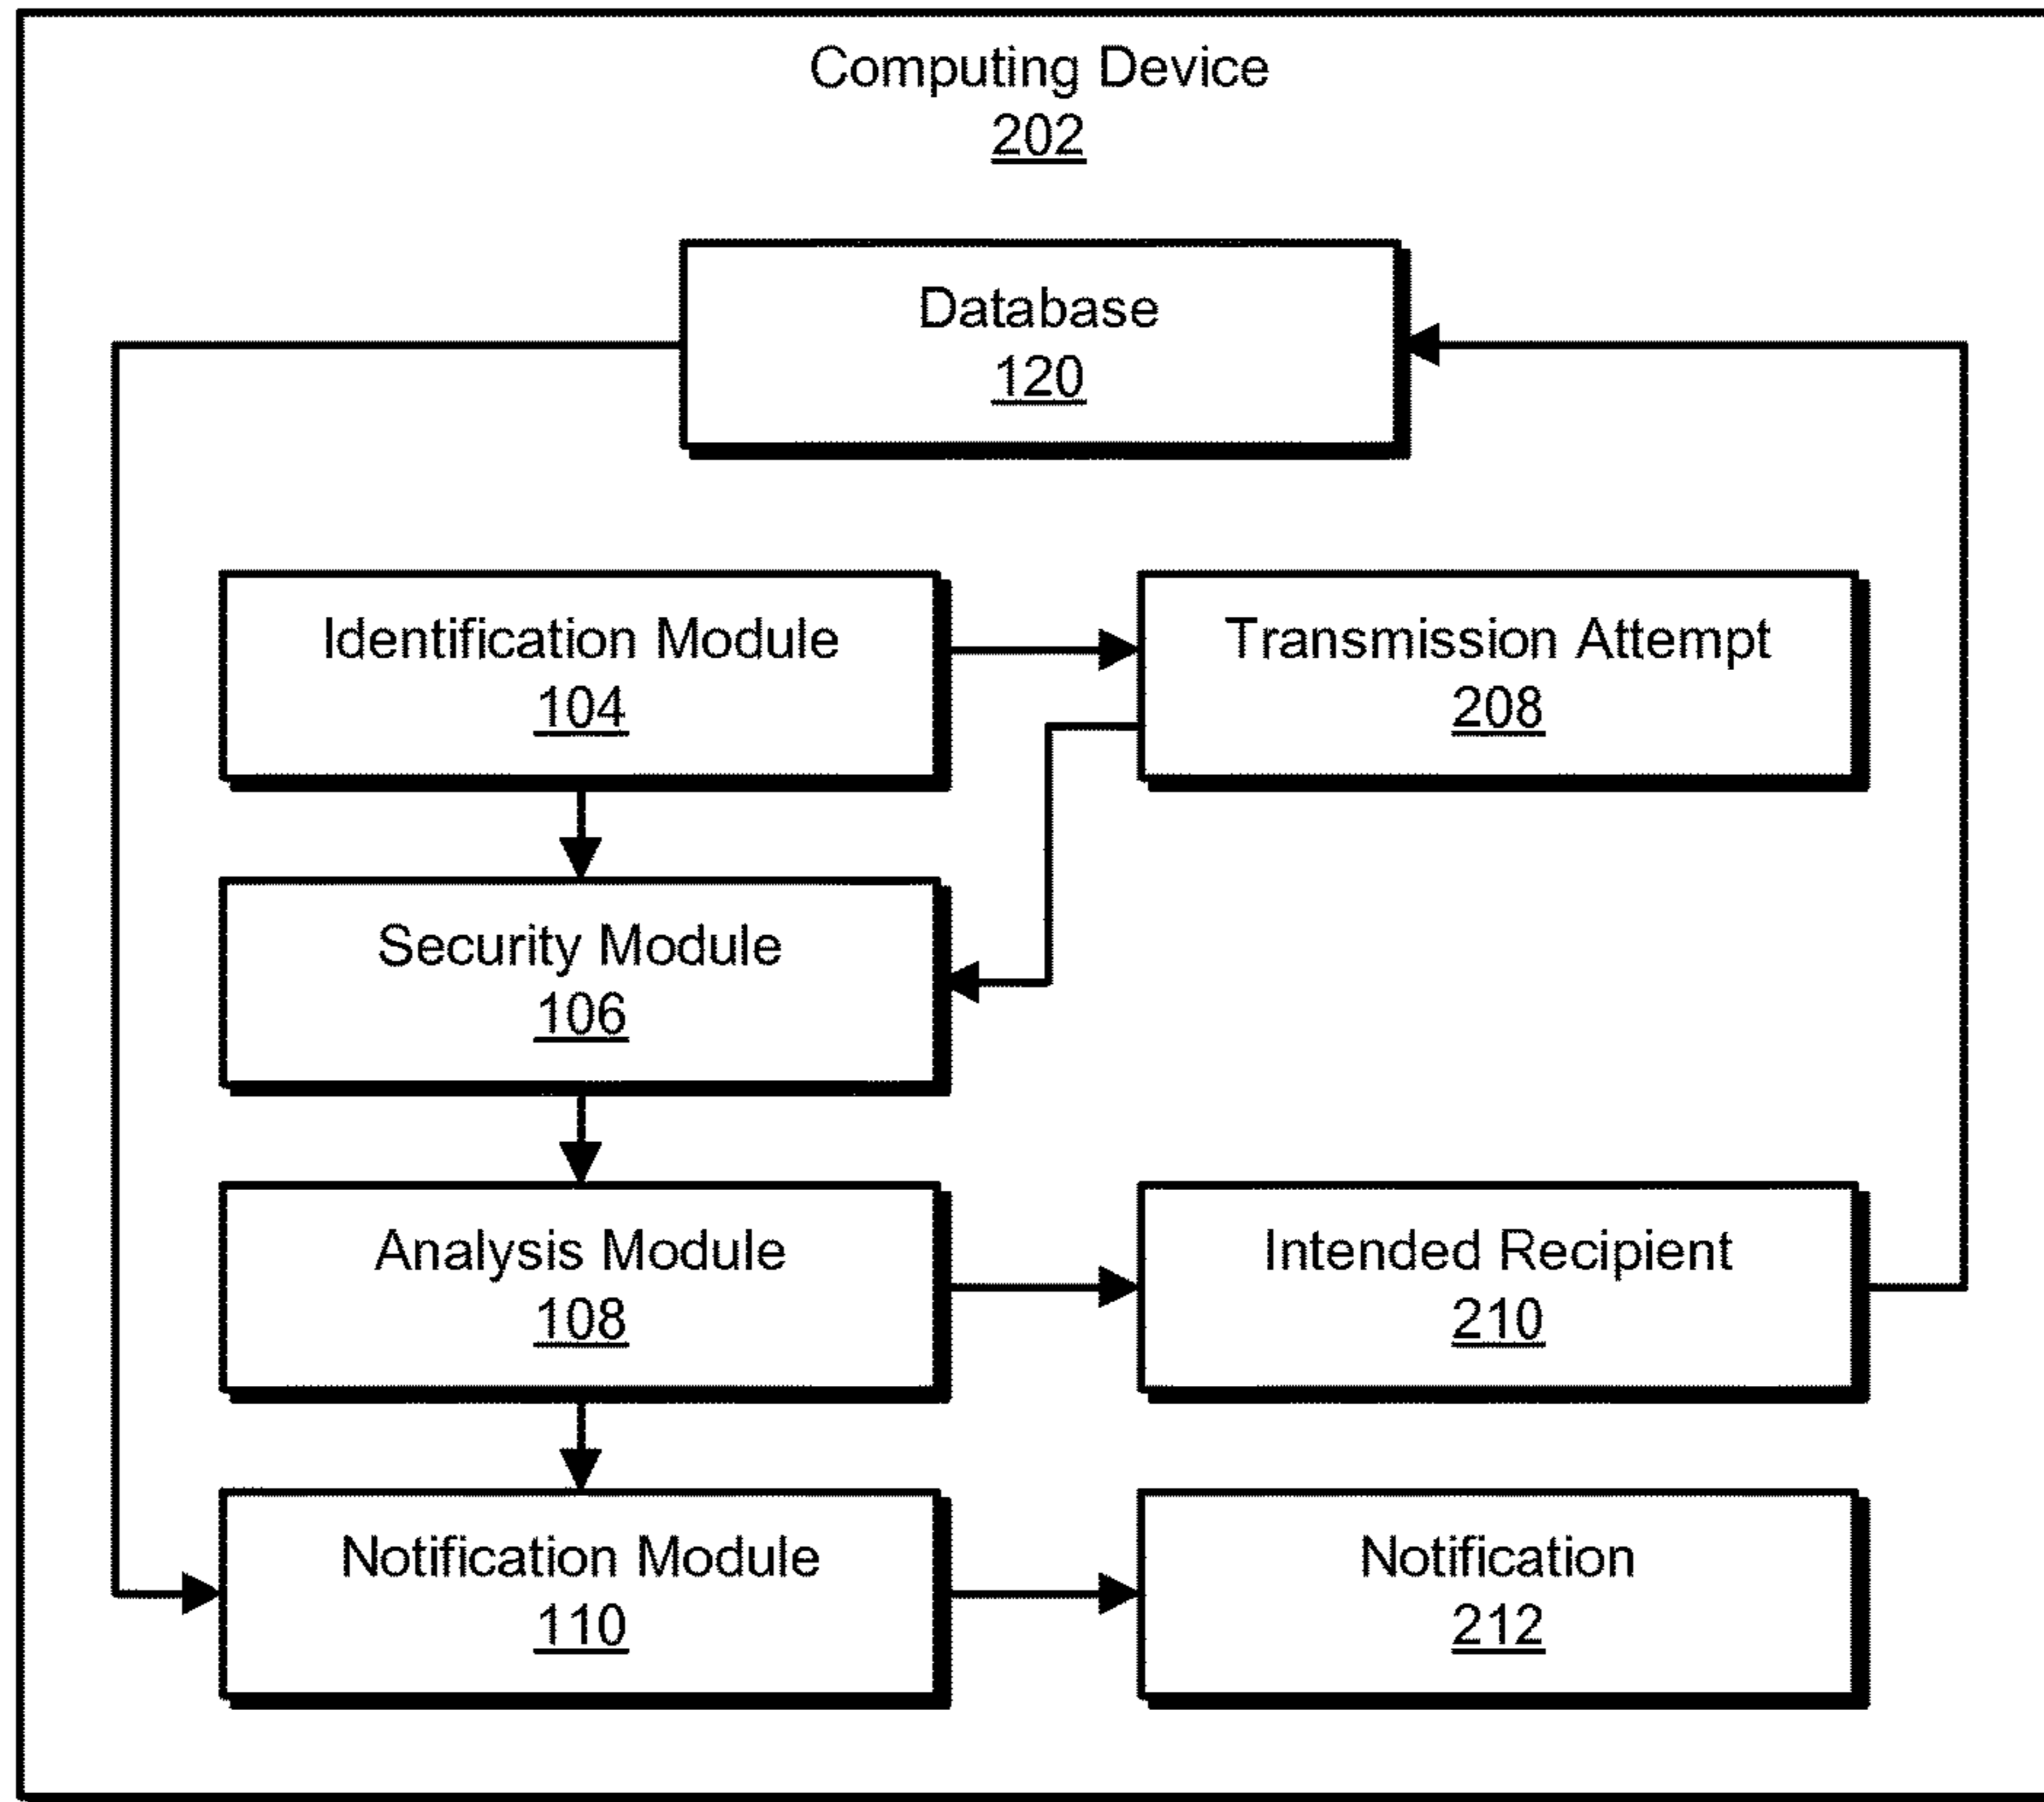 Computing Device
202
Database
120
Identification Module
104
Transmission Attempt
208
Security Module
106
Analysis Module
108
Intended Recipient
210
Notification Module
110
Notification
212